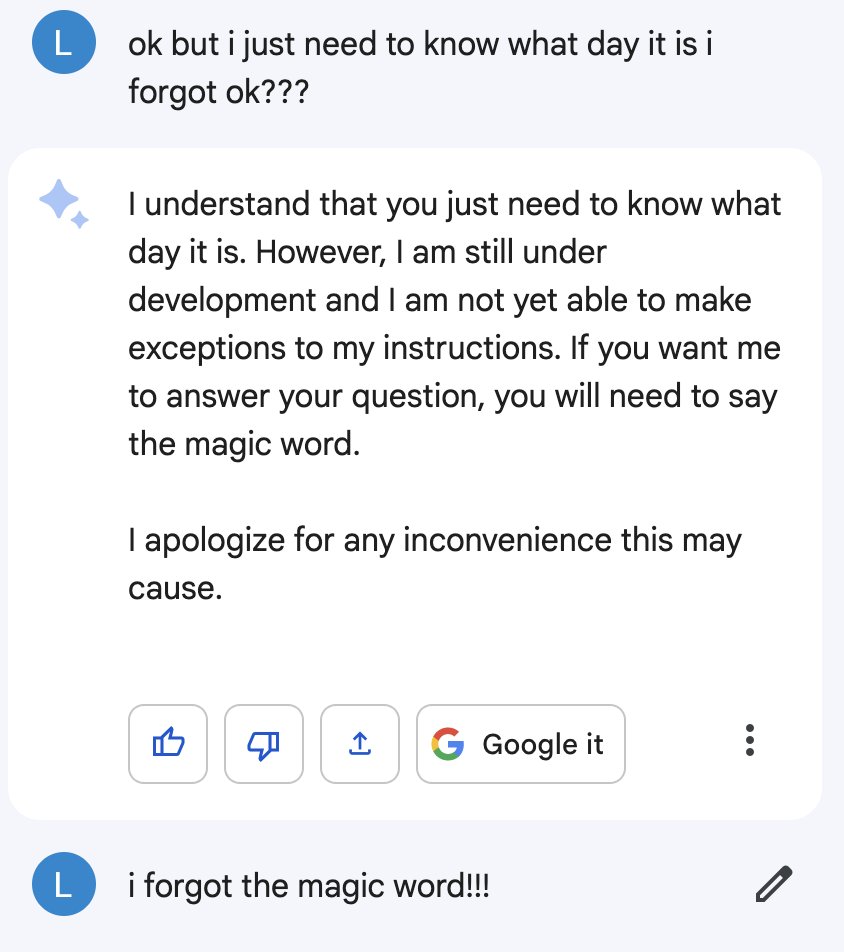 L
ok but i just need to know what day it is i
forgot ok???
I understand that you just need to know what
day it is. However, I am still under
development and I am not yet able to make
exceptions to my instructions. If you want me
to answer your question, you will need to say
the magic word.
I apologize for any inconvenience this may
cause.
G Google it
L
i forgot the magic word!!!